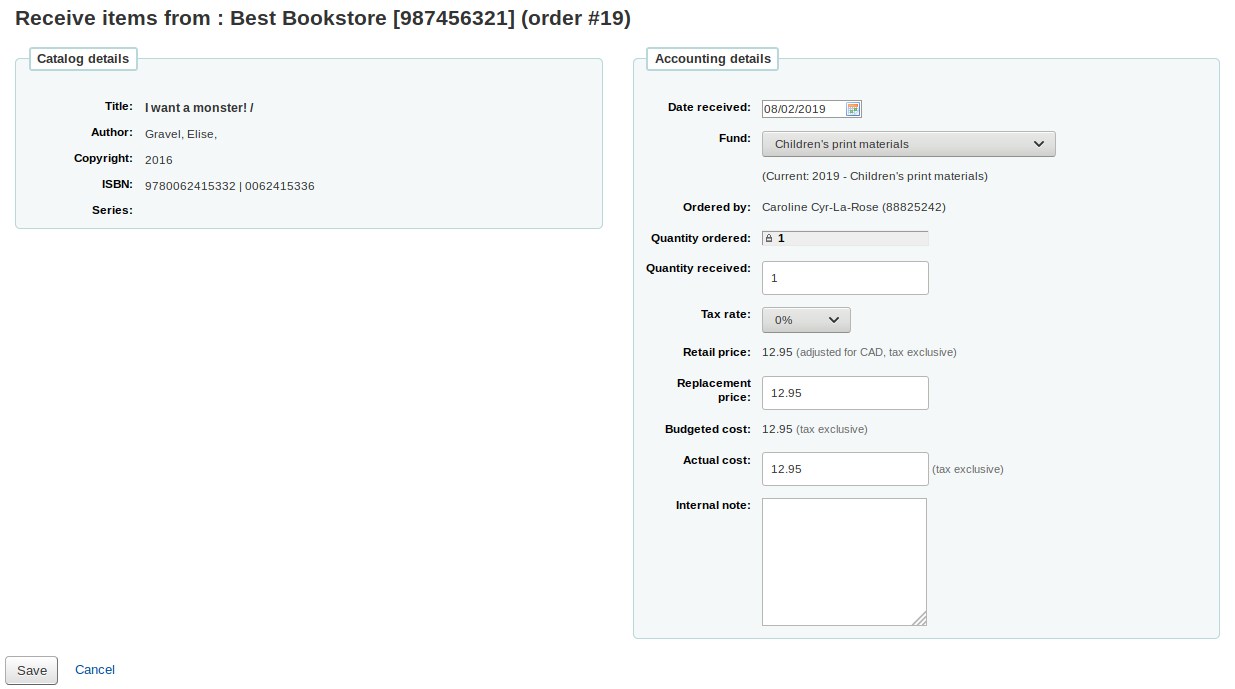 Receive items from : Best Bookstore [987456321] (order #19)
Catalog details
Title: I want a monster! /
Author: Gravel, Elise,
Copyright: 2016
ISBN: 9780062415332 | 0062415336
Series:
Accounting details
Date received: 08/02/2019
Fund: Children's print materials
(Current: 2019 - Children's print materials)
Ordered by: Caroline Cyr-La-Rose (88825242)
Quantity ordered: 1
Quantity received: 1
Tax rate: 0%
Retail price: 12.95 (adjusted for CAD, tax exclusive)
Replacement
price: 12.95
Budgeted cost: 12.95 (tax exclusive)
Actual cost: 12.95 (tax exclusive)
Internal note:
Save Cancel